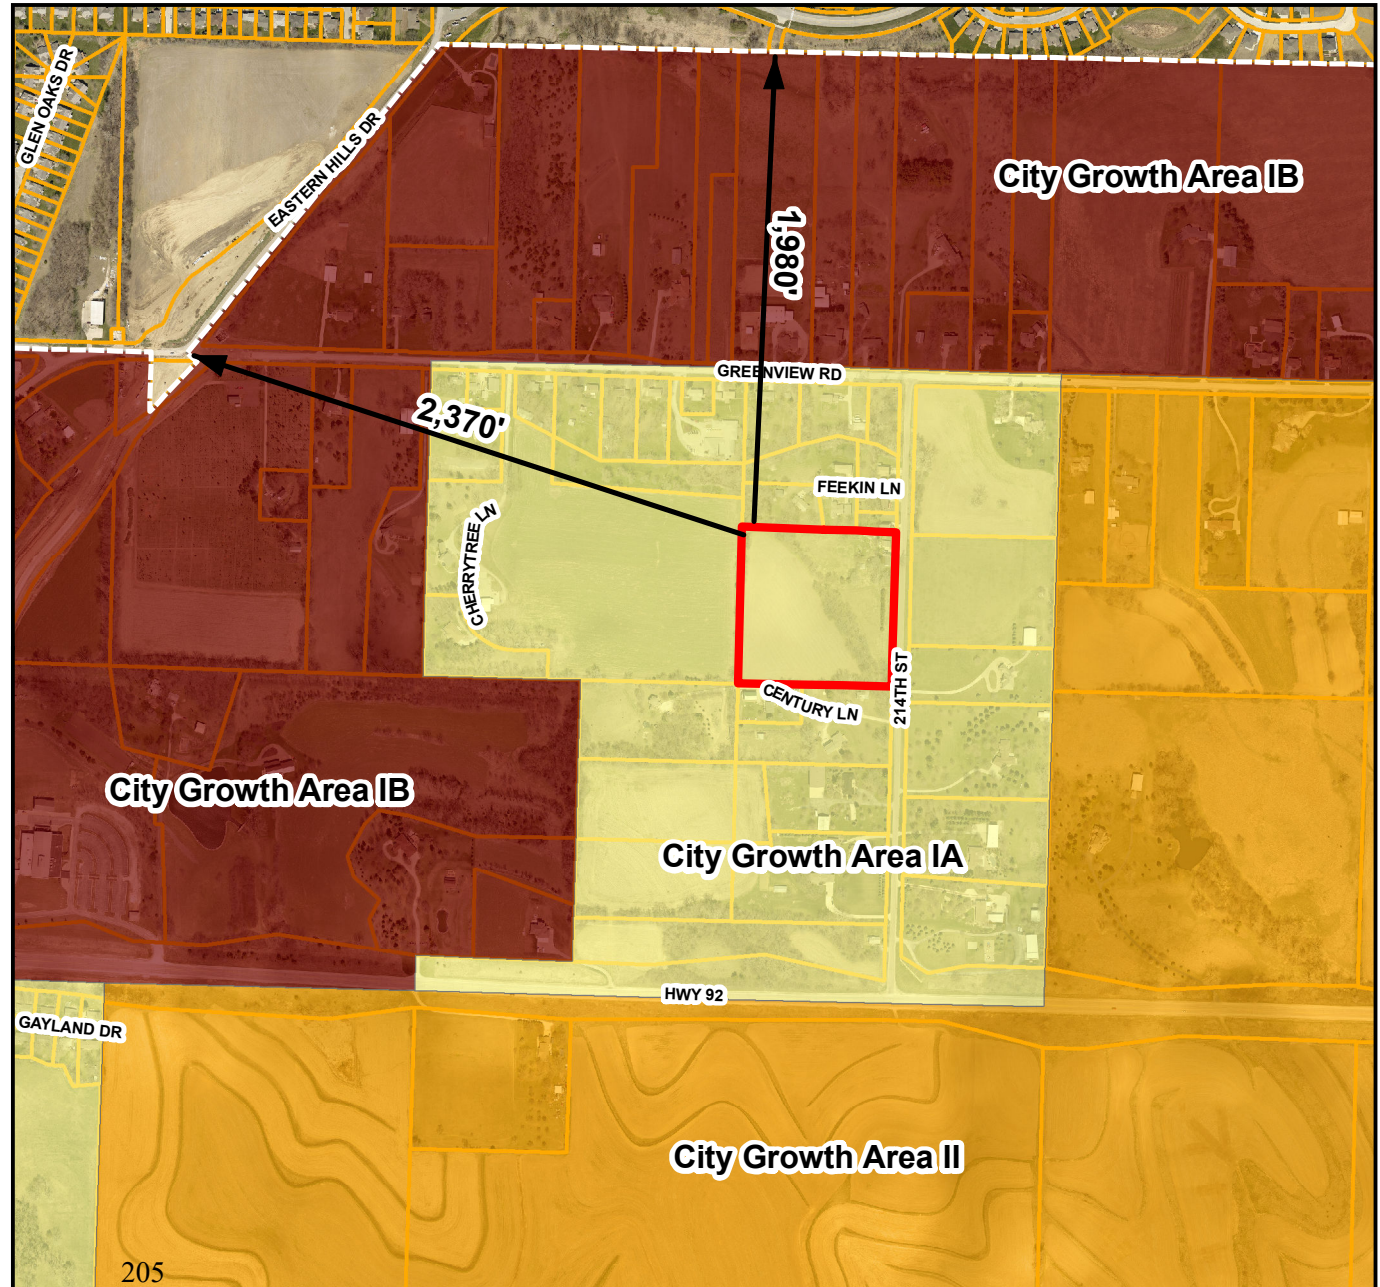 GLEN OAKS DR
EASTERN HILLS DR
City Growth Area IB
1,980'
GREENVIEW RD
2,370'
FEEKIN LN
CHERRYTREE LN
CENTURY LN
214TH ST
City Growth Area IB
City Growth Area IA
HWY 92
GAYLAND DR
City Growth Area II
205